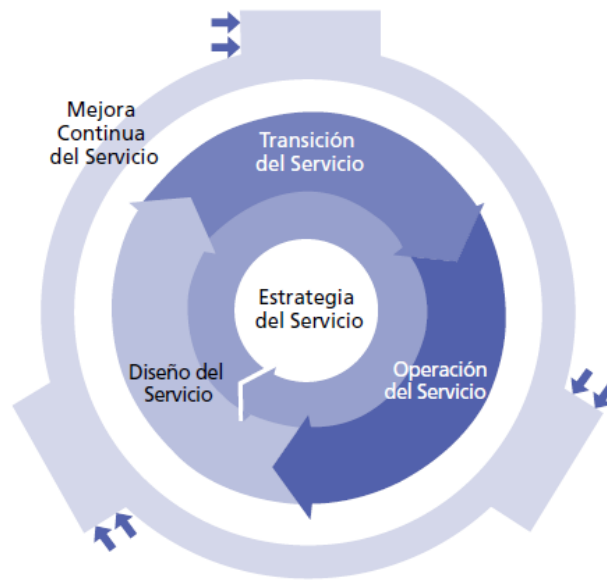 Mejora
Continua
del Servicio
Transición
del Servicio
Estrategia
del Servicio
Diseño del
Servicio
Operación
del Servicio